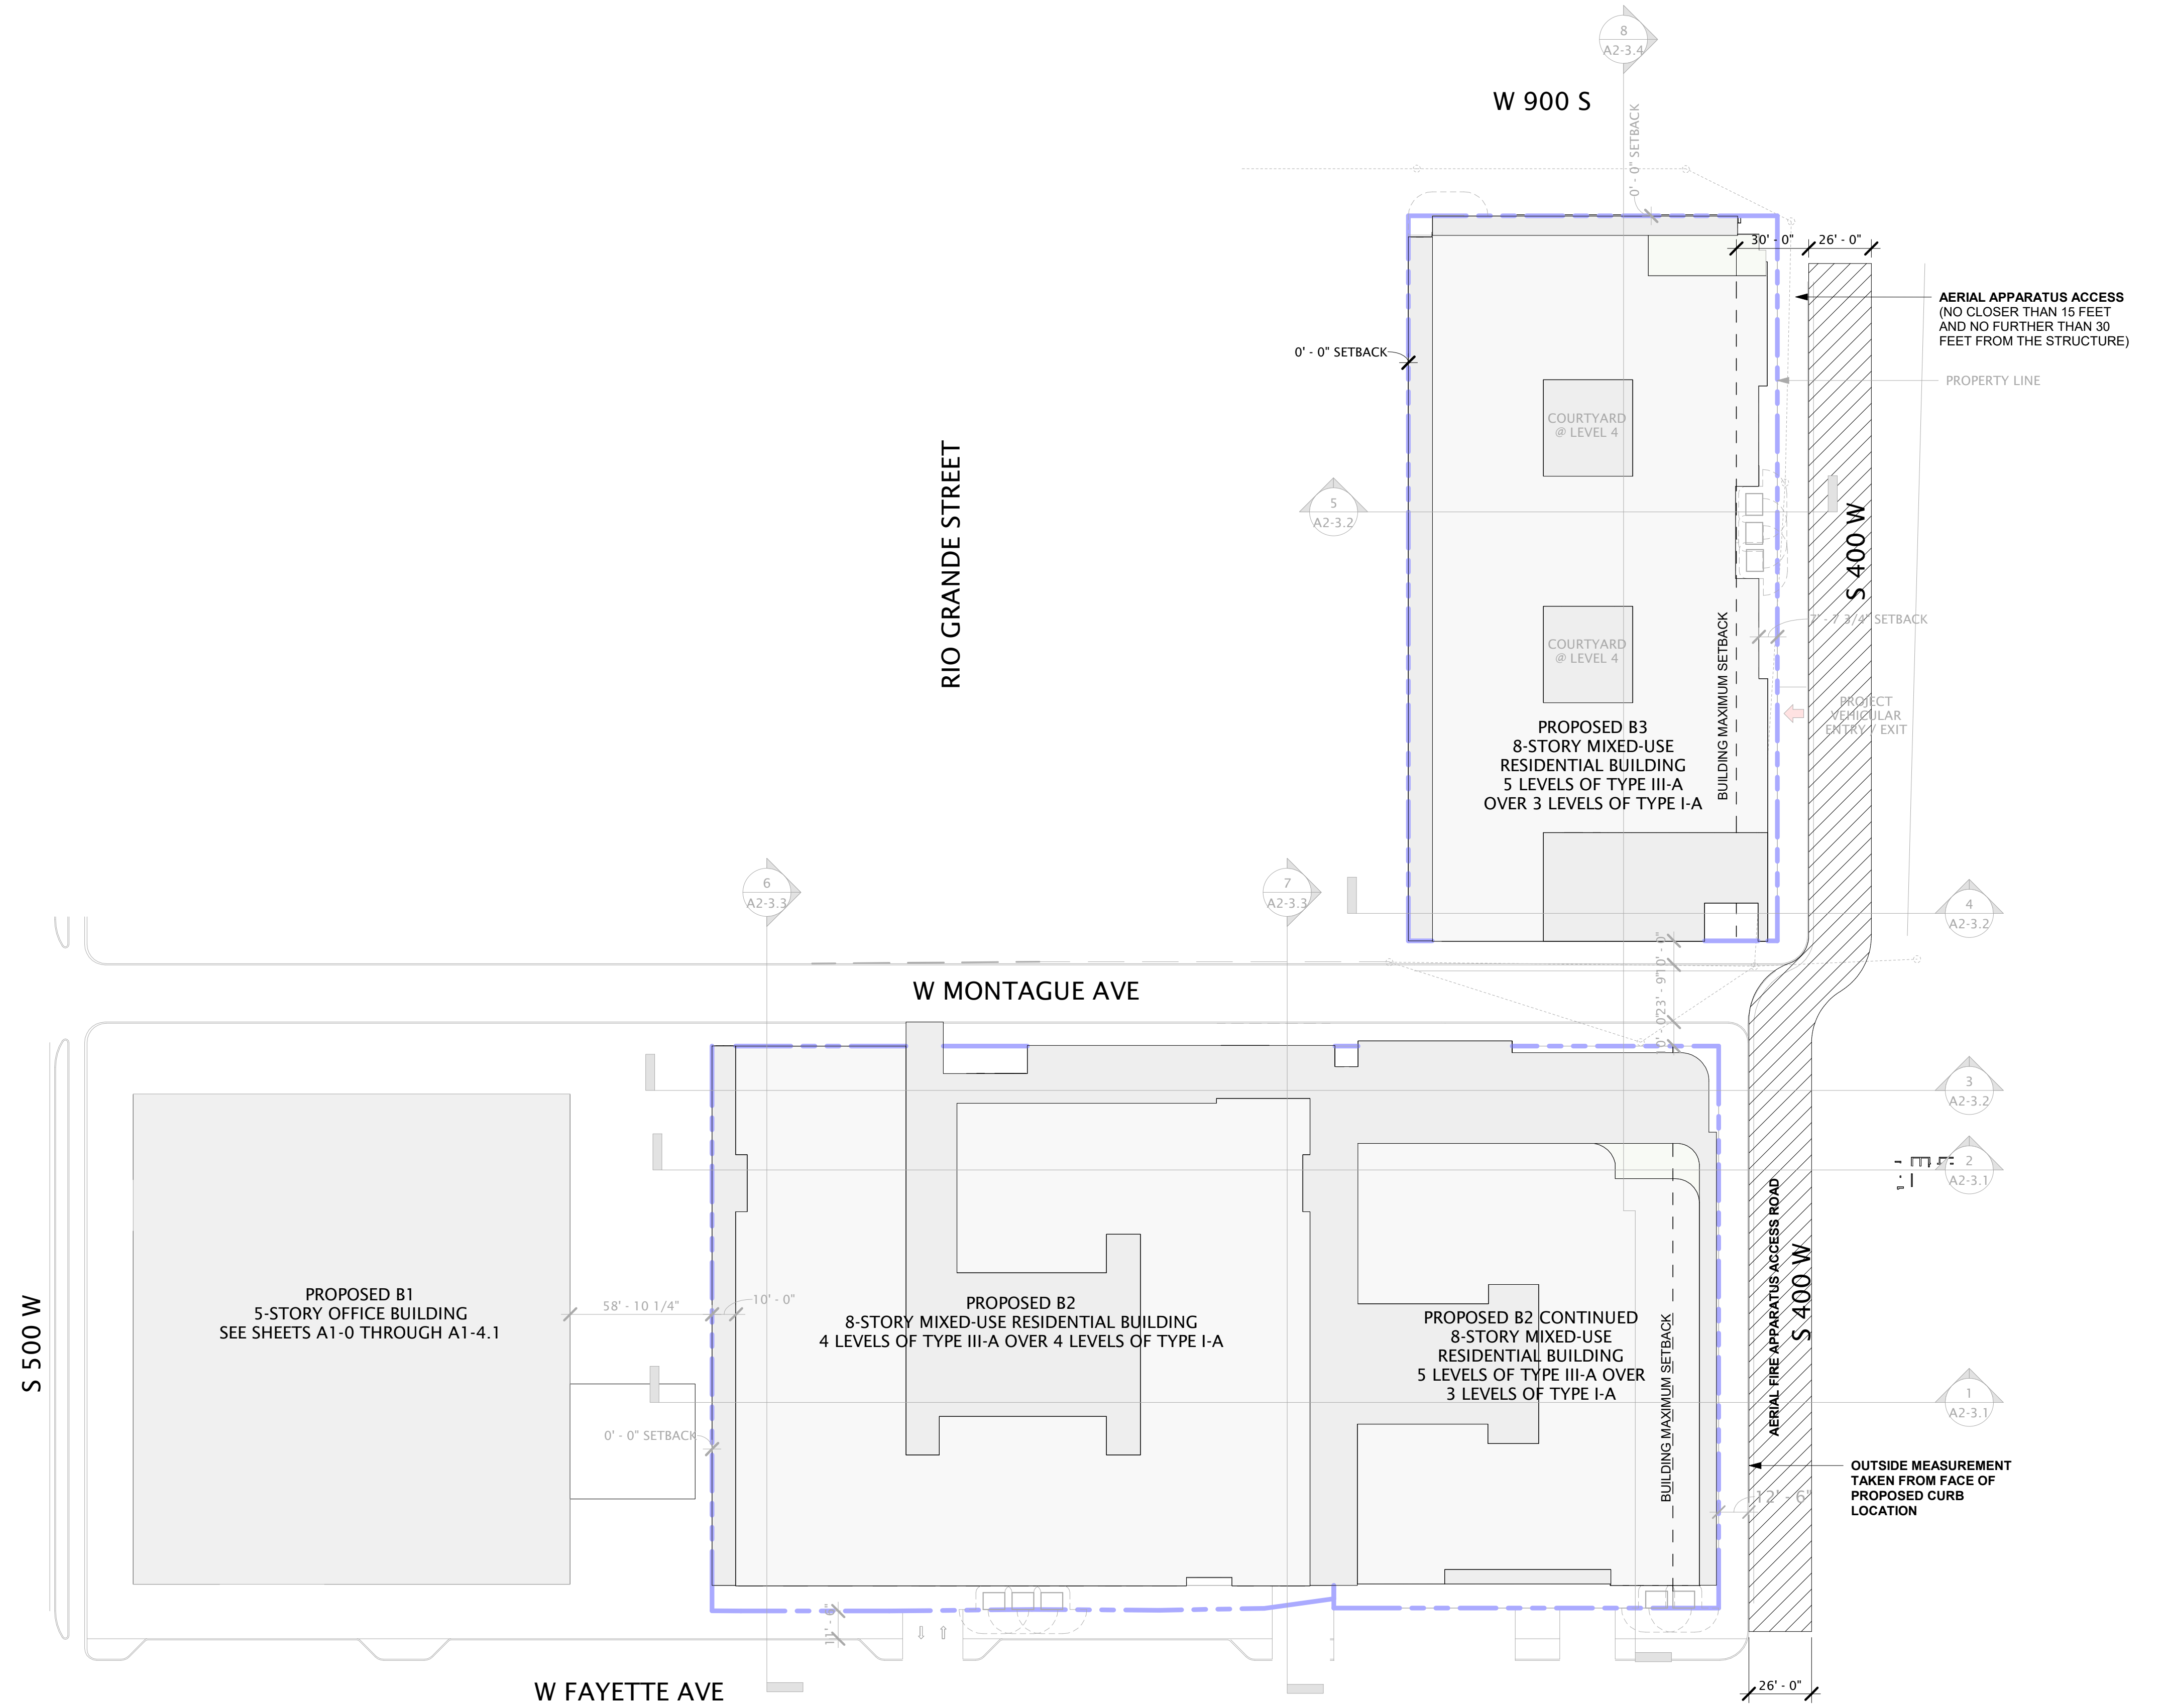 8
A2-3.4
W 900 S
0' - 0" SETBACK
30' - 0"
26' - 0"
AERIAL APPARATUS ACCESS
(NO CLOSER THAN 15 FEET
AND NO FURTHER THAN 30
FEET FROM THE STRUCTURE)
0' - 0" SETBACK
PROPERTY LINE
COURTYARD
@ LEVEL 4
RIO GRANDE STREET
5
A2-3.2
S 400 W
COURTYARD
@ LEVEL 4
7' - 7 3/4" SETBACK
BUILDING MAXIMUM SETBACK
PROJECT
VEHICULAR
ENTRY / EXIT
PROPOSED B3
8-STORY MIXED-USE
RESIDENTIAL BUILDING
5 LEVELS OF TYPE III-A
OVER 3 LEVELS OF TYPE I-A
6
A2-3.3
7
A2-3.3
4
A2-3.2
10' - 0"
23' - 9"
W MONTAGUE AVE
3
A2-3.2
2
A2-3.1
AERIAL FIRE APPARATUS ACCESS ROAD
S 400 W
S 500 W
PROPOSED B1
5-STORY OFFICE BUILDING
SEE SHEETS A1-0 THROUGH A1-4.1
58' - 10 1/4"
10' - 0"
PROPOSED B2
8-STORY MIXED-USE RESIDENTIAL BUILDING
4 LEVELS OF TYPE III-A OVER 4 LEVELS OF TYPE I-A
PROPOSED B2 CONTINUED
8-STORY MIXED-USE
RESIDENTIAL BUILDING
5 LEVELS OF TYPE III-A OVER
3 LEVELS OF TYPE I-A
BUILDING MAXIMUM SETBACK
1
A2-3.1
0' - 0" SETBACK
OUTSIDE MEASUREMENT
TAKEN FROM FACE OF
PROPOSED CURB
LOCATION
12' - 6"
W FAYETTE AVE
26' - 0"